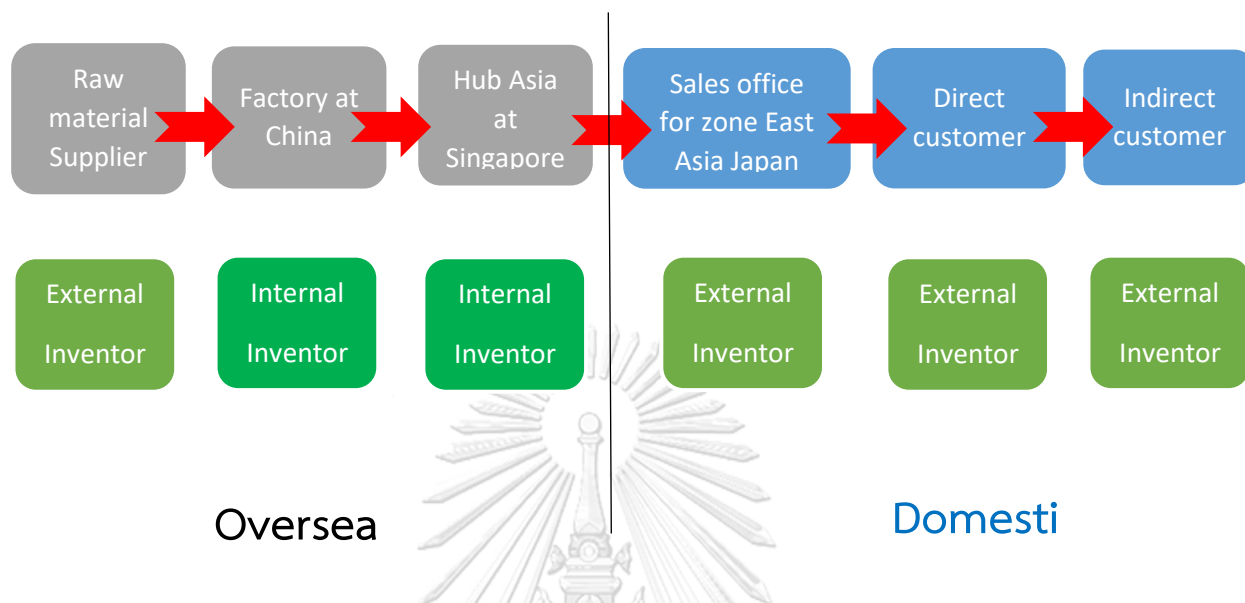 Raw
material
Supplier
Factory at
China
Hub Asia
at
Singapore
Sales office
for zone East
Asia Japan
Direct
customer
Indirect
customer
External
Inventor
Internal
Inventor
Internal
Inventor
External
Inventor
External
Inventor
External
Inventor
Oversea
Domesti